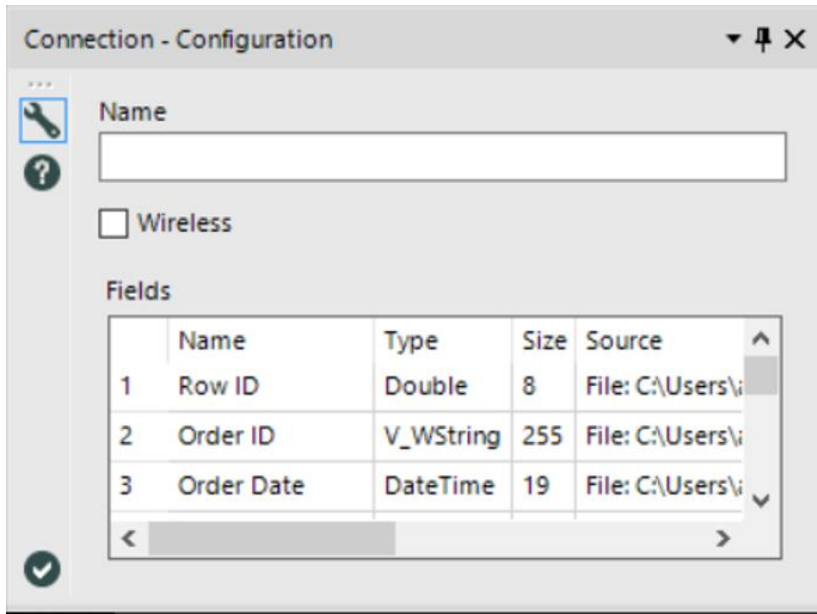 Connection - Configuration
Name
Wireless
Fields
Name Type Size Source
1 Row ID Double 8 File: C:\Users\
2 Order ID V_WString 255 File: C:\Users\
3 Order Date DateTime 19 File: C:\Users\